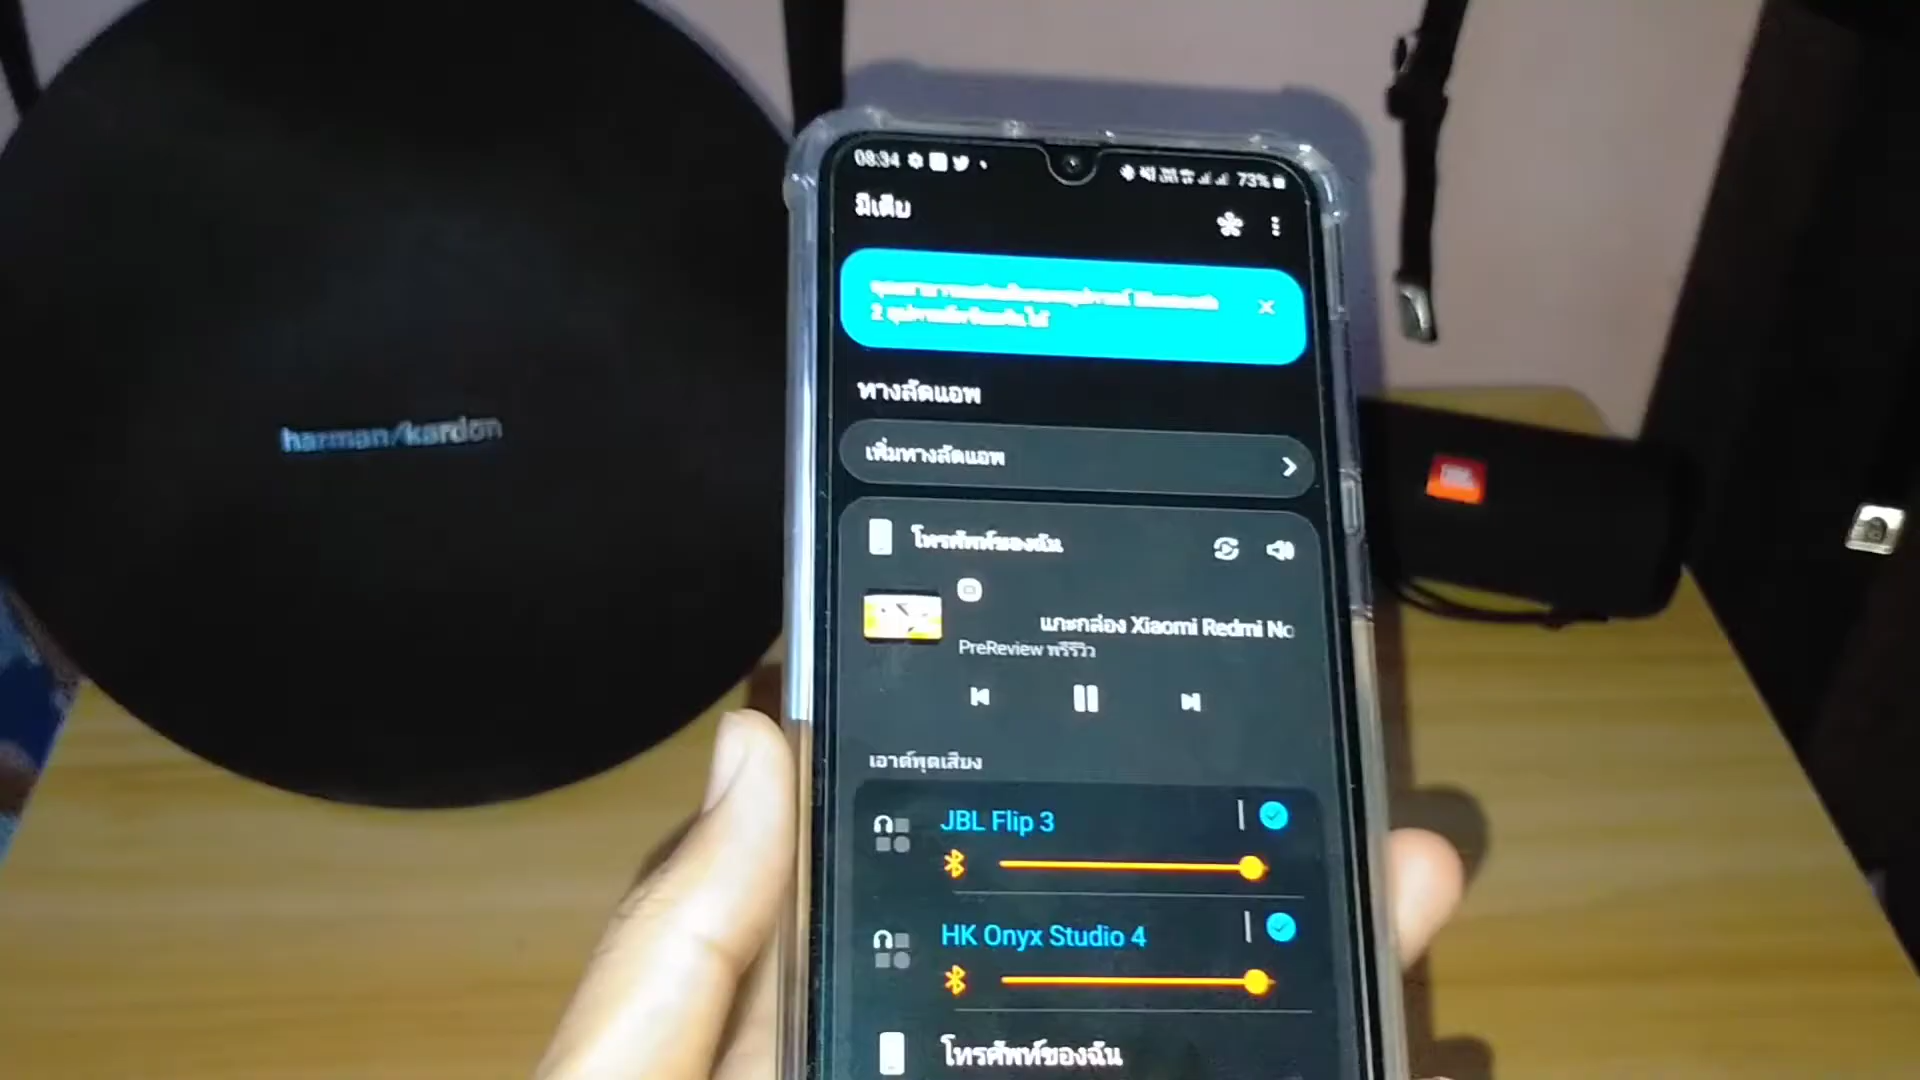 harman/kardon
08:34
73%
มีเดีย
2
ได้
ทางลัดแอพ
เพิ่มทางลัดแอพ
โทรศัพท์ของฉัน
แกะกล่อง Xiaomi Redmi No
PreReview พรีรีวิว
เอาต์พุตเสียง
JBL Flip 3
HK Onyx Studio 4
โทรศัพท์ของฉัน
JBL